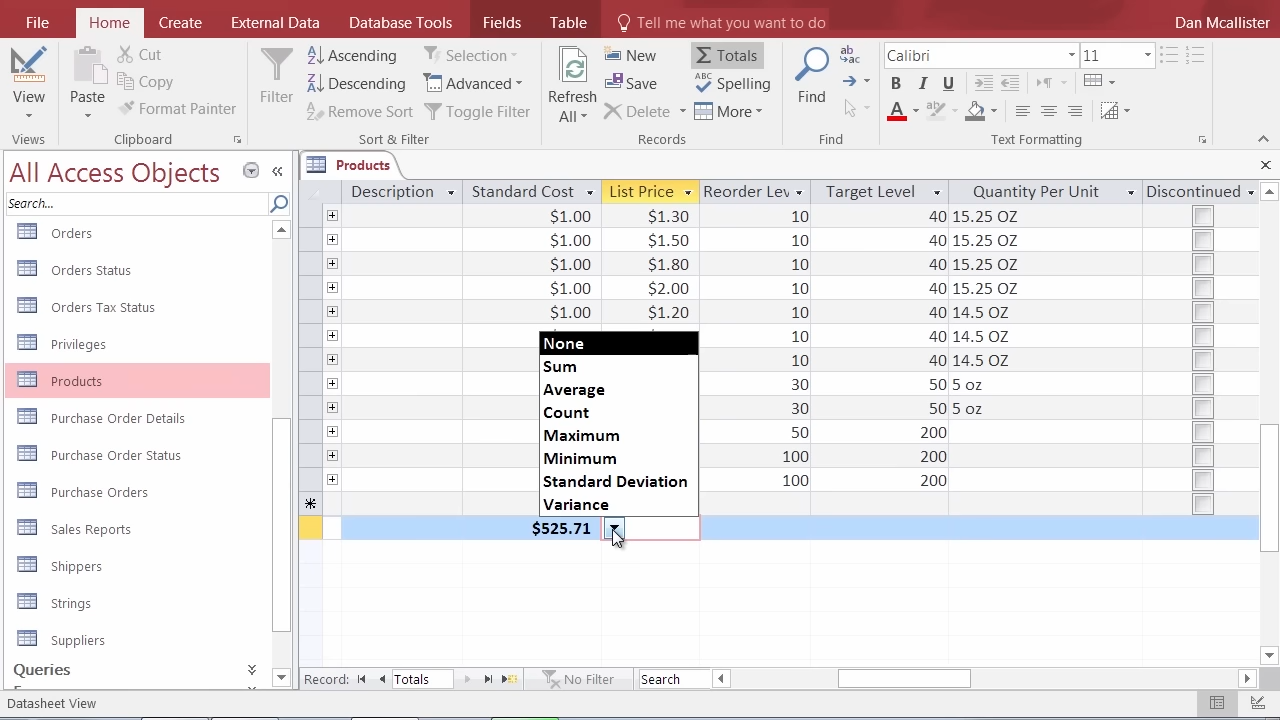 File Home Create External Data Database Tools Fields Table Tell me what you want to do Dan Mcallister
View
Views
Paste
Cut
Copy
Format Painter
Clipboard
Filter
Ascending
Descending
Remove Sort
Selection
Advanced
Toggle Filter
Sort & Filter
Refresh
All
New
Save
Delete
Totals
Spelling
More
Records
Find
Find
Calibri 11
B I U
Text Formatting
All Access Objects
Search...
Orders
Orders Status
Orders Tax Status
Privileges
Products
Purchase Order Details
Purchase Order Status
Purchase Orders
Sales Reports
Shippers
Strings
Suppliers
Queries
Products
Description Standard Cost List Price Reorder Lev Target Level Quantity Per Unit Discontinued
$1.00 $1.30 10 40 15.25 OZ
$1.00 $1.50 10 40 15.25 OZ
$1.00 $1.80 10 40 15.25 OZ
$1.00 $2.00 10 40 15.25 OZ
$1.00 $1.20 10 40 14.5 OZ
10 40 14.5 OZ
10 40 14.5 OZ
30 50 5 oz
30 50 5 oz
50 200
100 200
100 200
None
Sum
Average
Count
Maximum
Minimum
Standard Deviation
Variance
$525.71
Record: Totals No Filter Search
Datasheet View